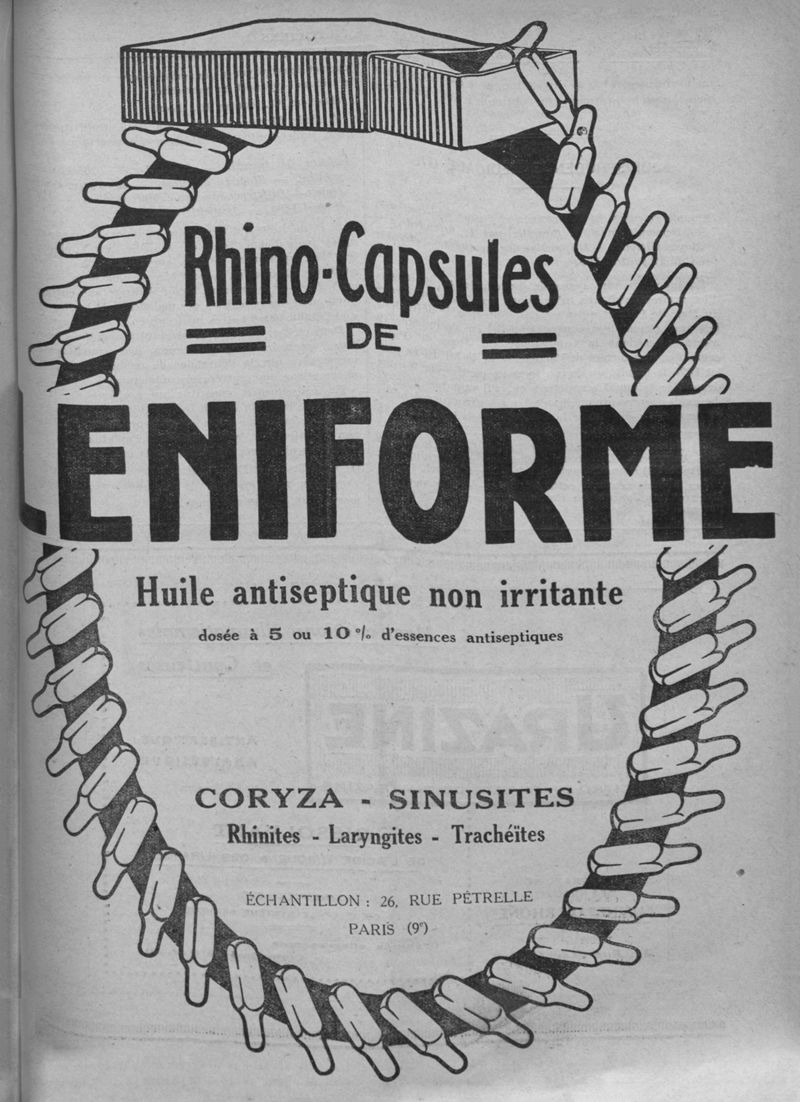 Rhino-Capsules
DE
LENIFORME
Huile antiseptique non irritante
dosée à 5 ou 10 % d'essences antiseptiques
CORYZA - SINUSITES
Rhinites - Laryngites - Trachéïtes
ÉCHANTILLON : 26, RUE PÉTRELLE
PARIS (9e)